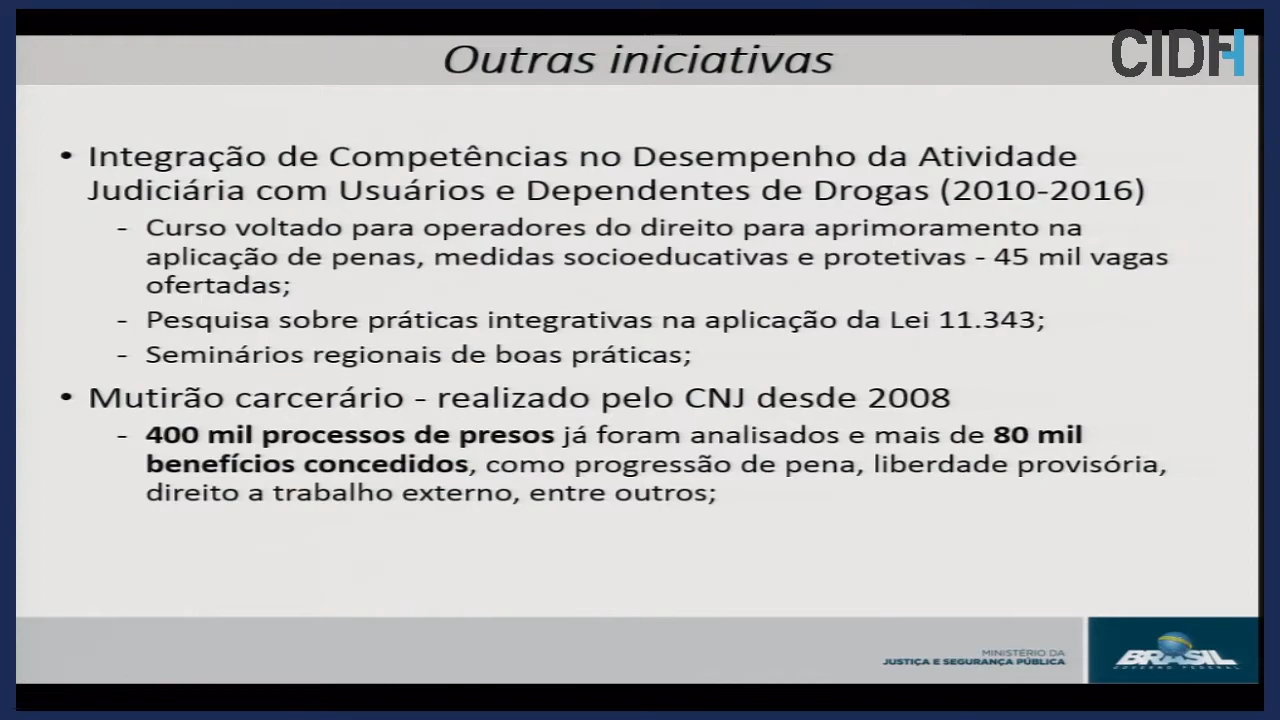 Outras iniciativas
CIDH
• Integração de Competências no Desempenho da Atividade
Judiciária com Usuários e Dependentes de Drogas (2010-2016)
- Curso voltado para operadores do direito para aprimoramento na
aplicação de penas, medidas socioeducativas e protetivas - 45 mil vagas
ofertadas;
- Pesquisa sobre práticas integrativas na aplicação da Lei 11.343;
- Seminários regionais de boas práticas;
• Mutirão carcerário - realizado pelo CNJ desde 2008
- 400 mil processos de presos já foram analisados e mais de 80 mil
benefícios concedidos, como progressão de pena, liberdade provisória,
direito a trabalho externo, entre outros;
MINISTÉRIO DA
JUSTIÇA E SEGURANÇA PÚBLICA
BRASIL
GOVERNO FEDERAL